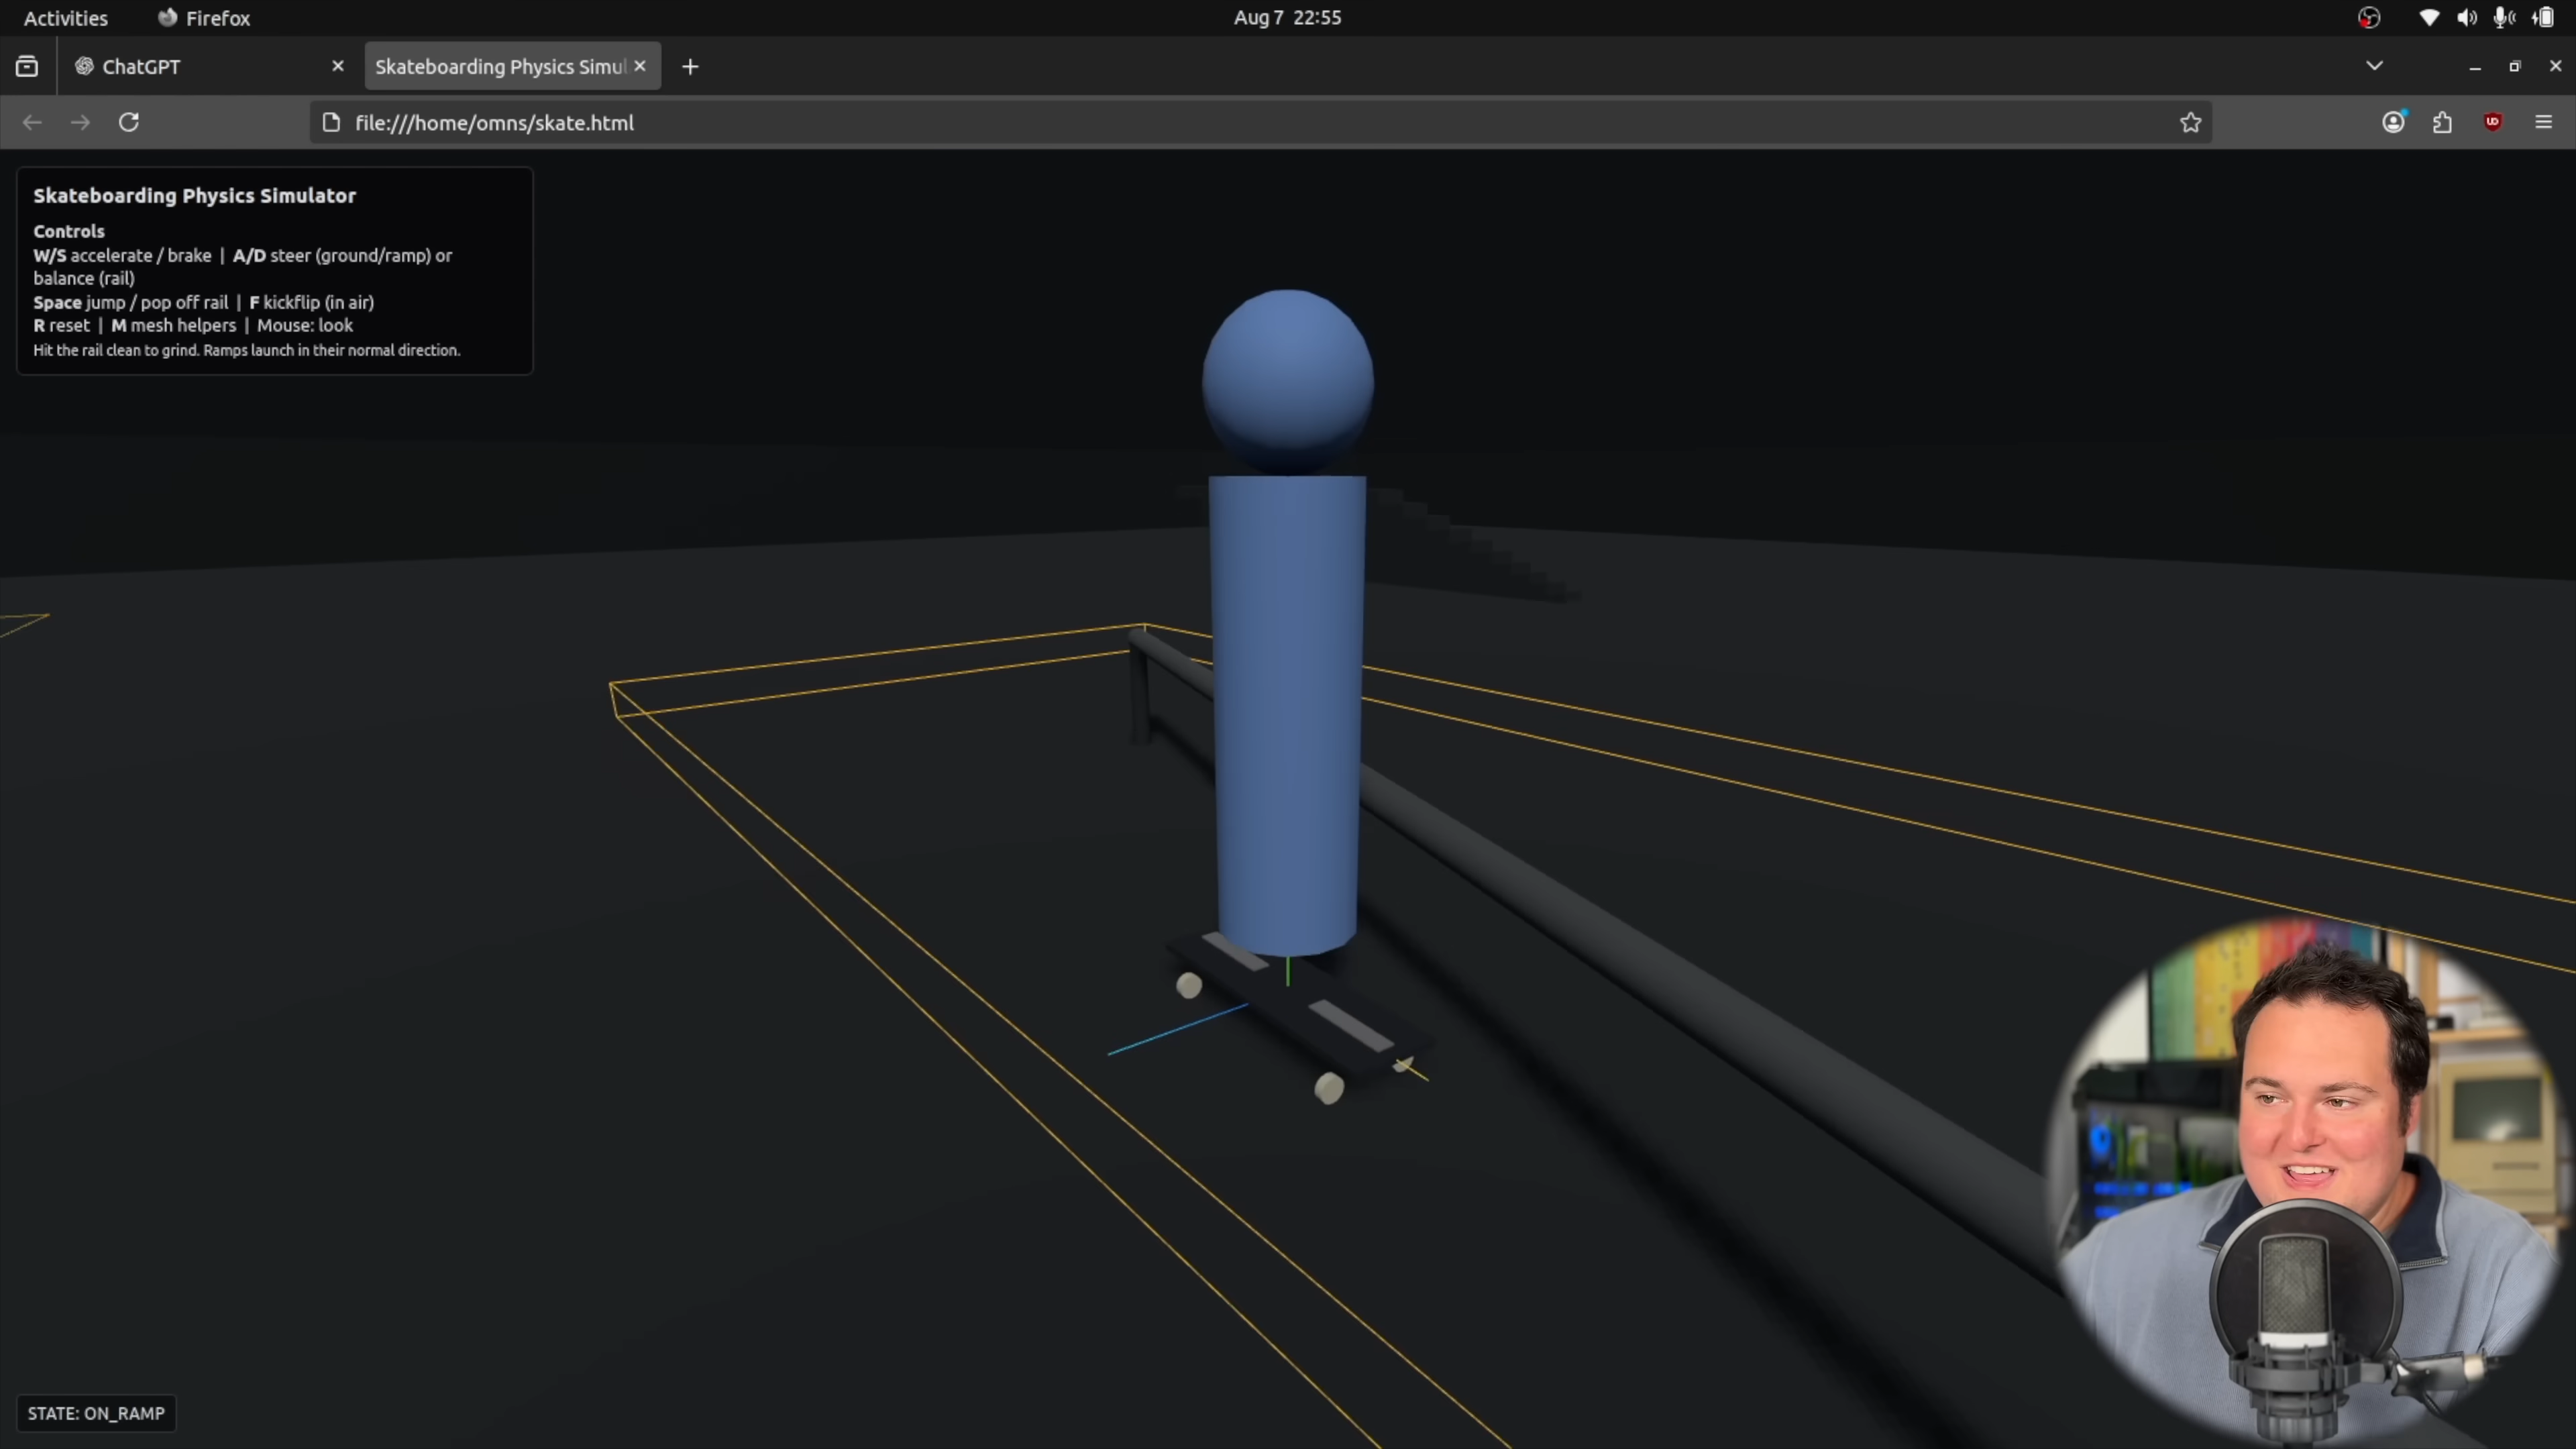 Activities Firefox Aug 7 22:55
ChatGPT Skateboarding Physics Simul
file:///home/omns/skate.html
Skateboarding Physics Simulator
Controls
W/S accelerate / brake | A/D steer (ground/ramp) or
balance (rail)
Space jump / pop off rail | F kickflip (in air)
R reset | M mesh helpers | Mouse: look
Hit the rail clean to grind. Ramps launch in their normal direction.
STATE: ON_RAMP